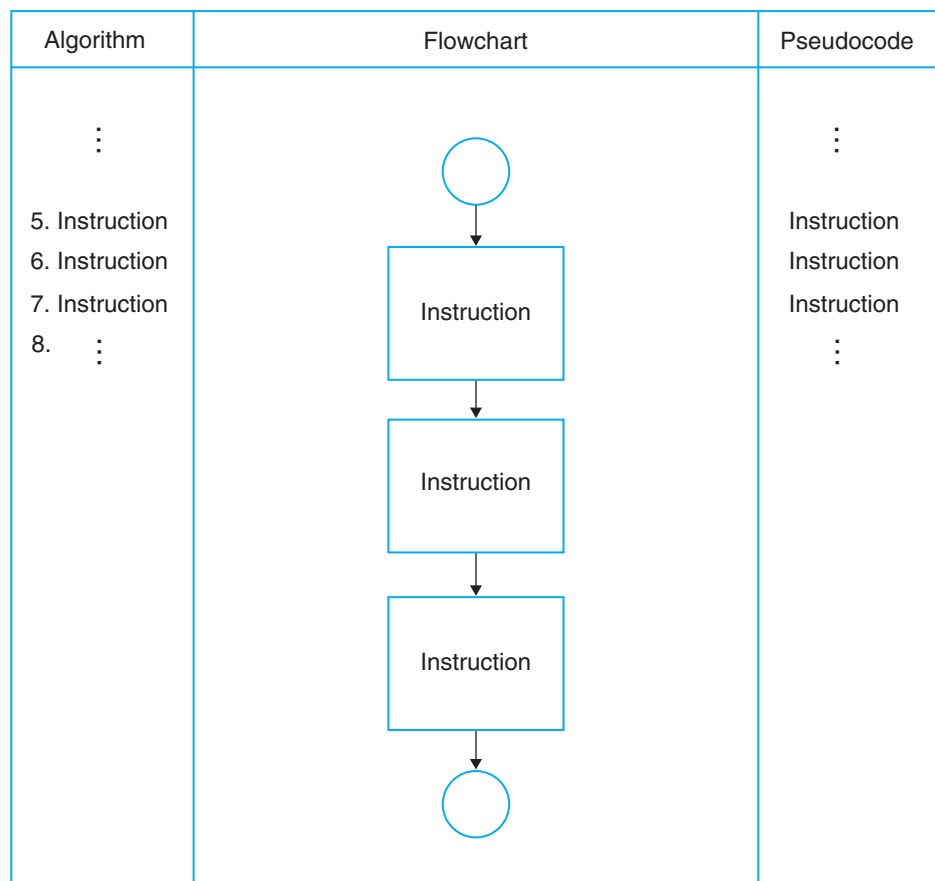 Algorithm
Flowchart
Pseudocode
⋮
5. Instruction
6. Instruction
7. Instruction
8. ⋮
Instruction
Instruction
Instruction
⋮
Instruction
Instruction
Instruction
⋮